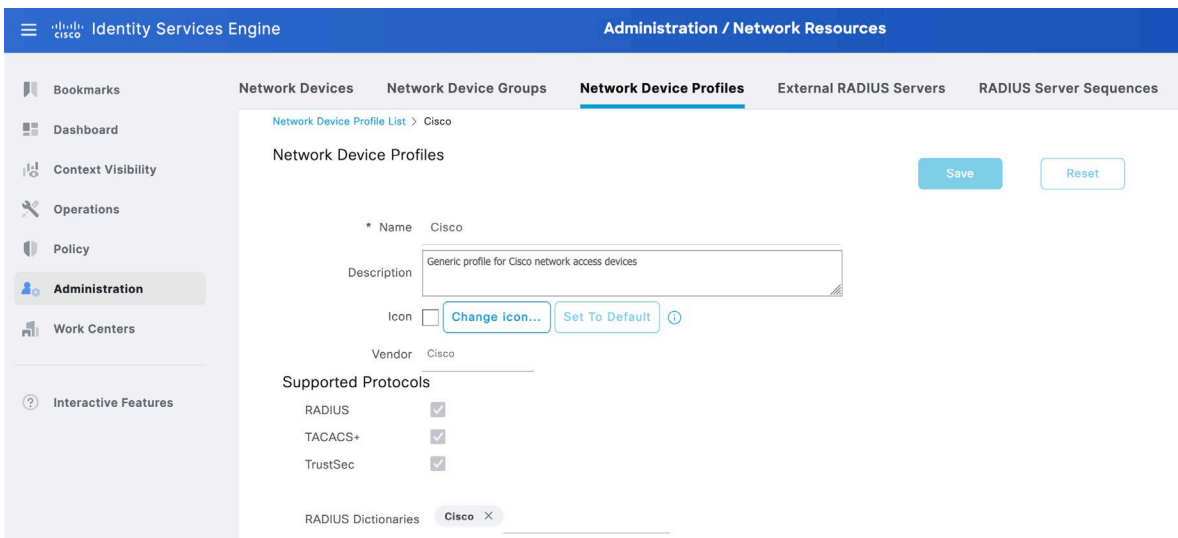 cisco Identity Services Engine Administration / Network Resources
Bookmarks
Dashboard
Context Visibility
Operations
Policy
Administration
Work Centers
Interactive Features
Network Devices Network Device Groups Network Device Profiles External RADIUS Servers RADIUS Server Sequences
Network Device Profile List > Cisco
Network Device Profiles
Save Reset
* Name Cisco
Description Generic profile for Cisco network access devices
Icon Change icon... Set To Default
Vendor Cisco
Supported Protocols
RADIUS
TACACS+
TrustSec
RADIUS Dictionaries Cisco